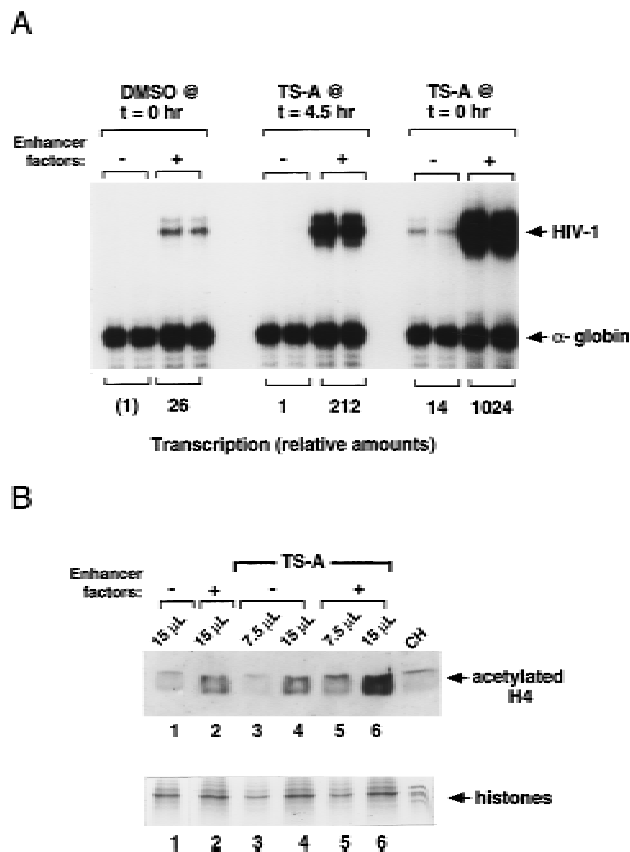 A
DMSO @ TS-A @ TS-A @
t = 0 hr t = 4.5 hr t = 0 hr
Enhancer
factors: - + - + - +
HIV-1
α- globin
(1) 26 1 212 14 1024
Transcription (relative amounts)
B
TS-A
Enhancer
factors: - + - +
15 μL 15 μL 7.5 μL 15 μL 7.5 μL 15 μL CH
acetylated
H4
1 2 3 4 5 6
histones
1 2 3 4 5 6